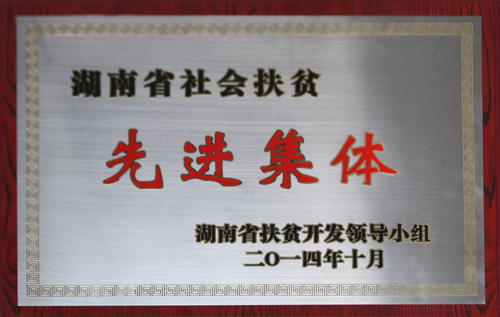 湖南省社会扶贫
先进集体
湖南省扶贫开发领导小组
二O一四年十月